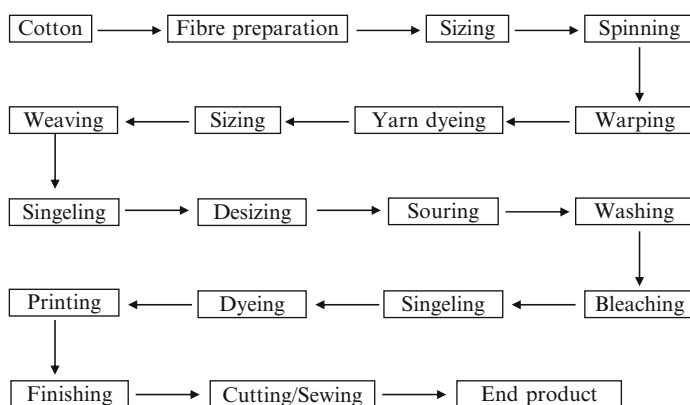 Cotton Fibre preparation Sizing Spinning
Weaving Sizing Yarn dyeing Warping
Singeling Desizing Souring Washing
Printing Dyeing Singeling Bleaching
Finishing Cutting/Sewing End product